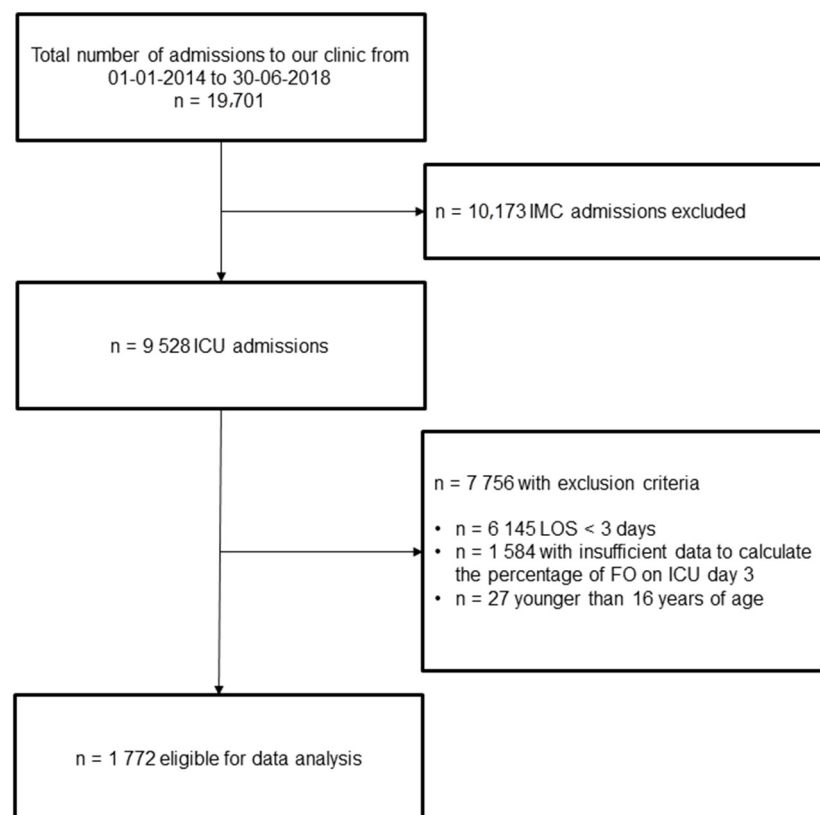 Total number of admissions to our clinic from
01-01-2014 to 30-06-2018
n = 19,701
n = 10,173 IMC admissions excluded
n = 9 528 ICU admissions
n = 7 756 with exclusion criteria
• n = 6 145 LOS < 3 days
• n = 1 584 with insufficient data to calculate
the percentage of FO on ICU day 3
• n = 27 younger than 16 years of age
n = 1 772 eligible for data analysis